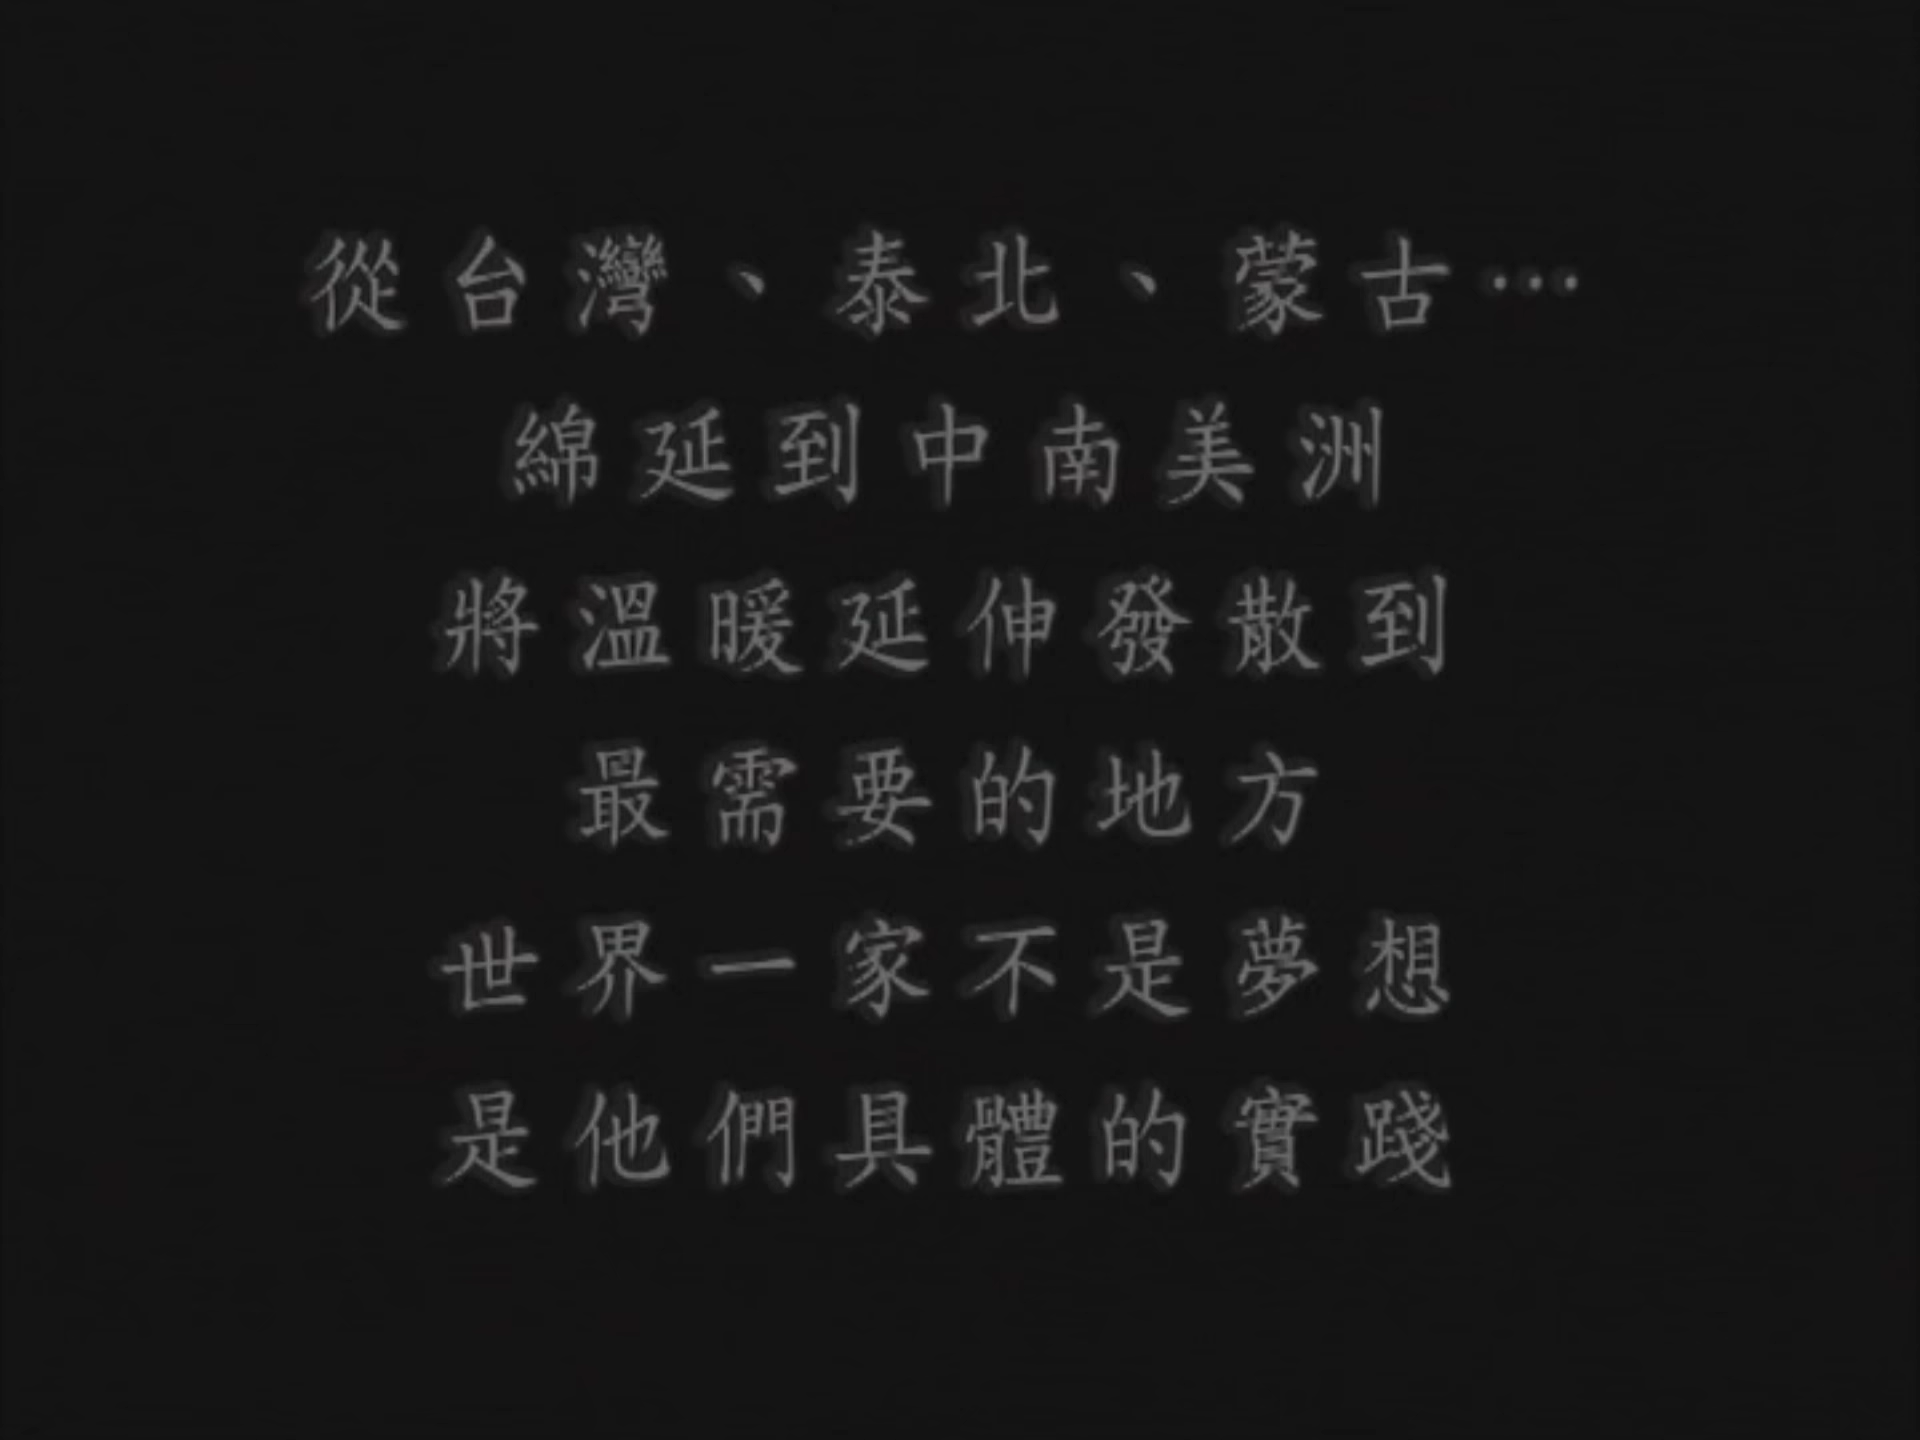 從台灣、泰北、蒙古…
綿延到中南美洲
將溫暖延伸發散到
最需要的地方
世界一家不是夢想
是他們具體的實踐